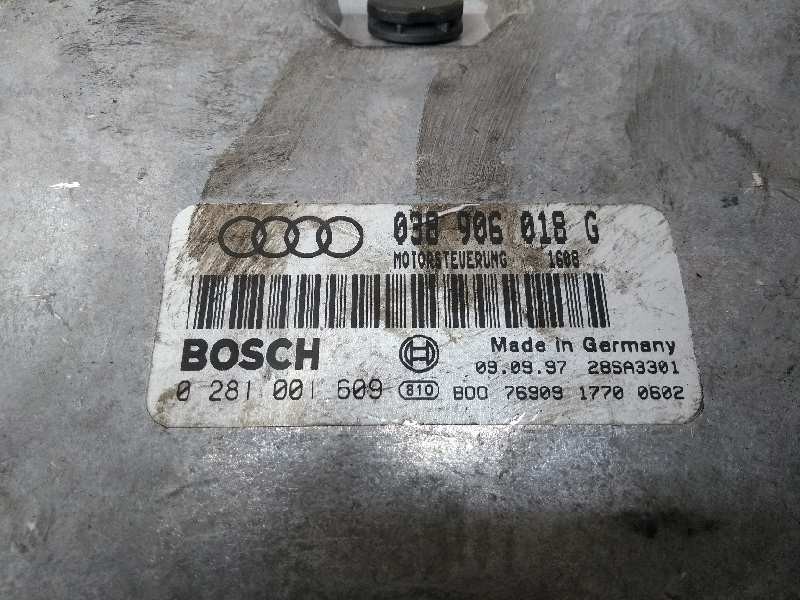 038 906 018 G
MOTORSTEUERUNG 1608
BOSCH
Made in Germany
09.09.97 28SA3301
0 281 001 609 810 BDD 76909 1770 0602